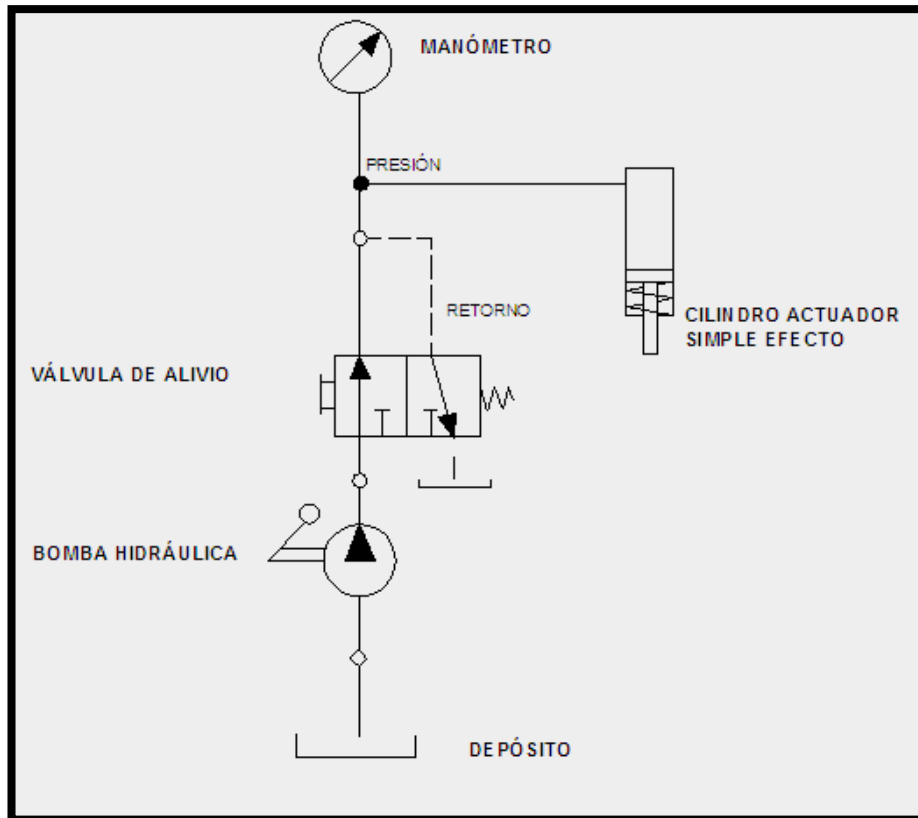 MANÓMETRO
PRESIÓN
RETORNO
CILINDRO ACTUADOR
SIMPLE EFECTO
VÁLVULA DE ALIVIO
BOMBA HIDRÁULICA
DEPÓSITO